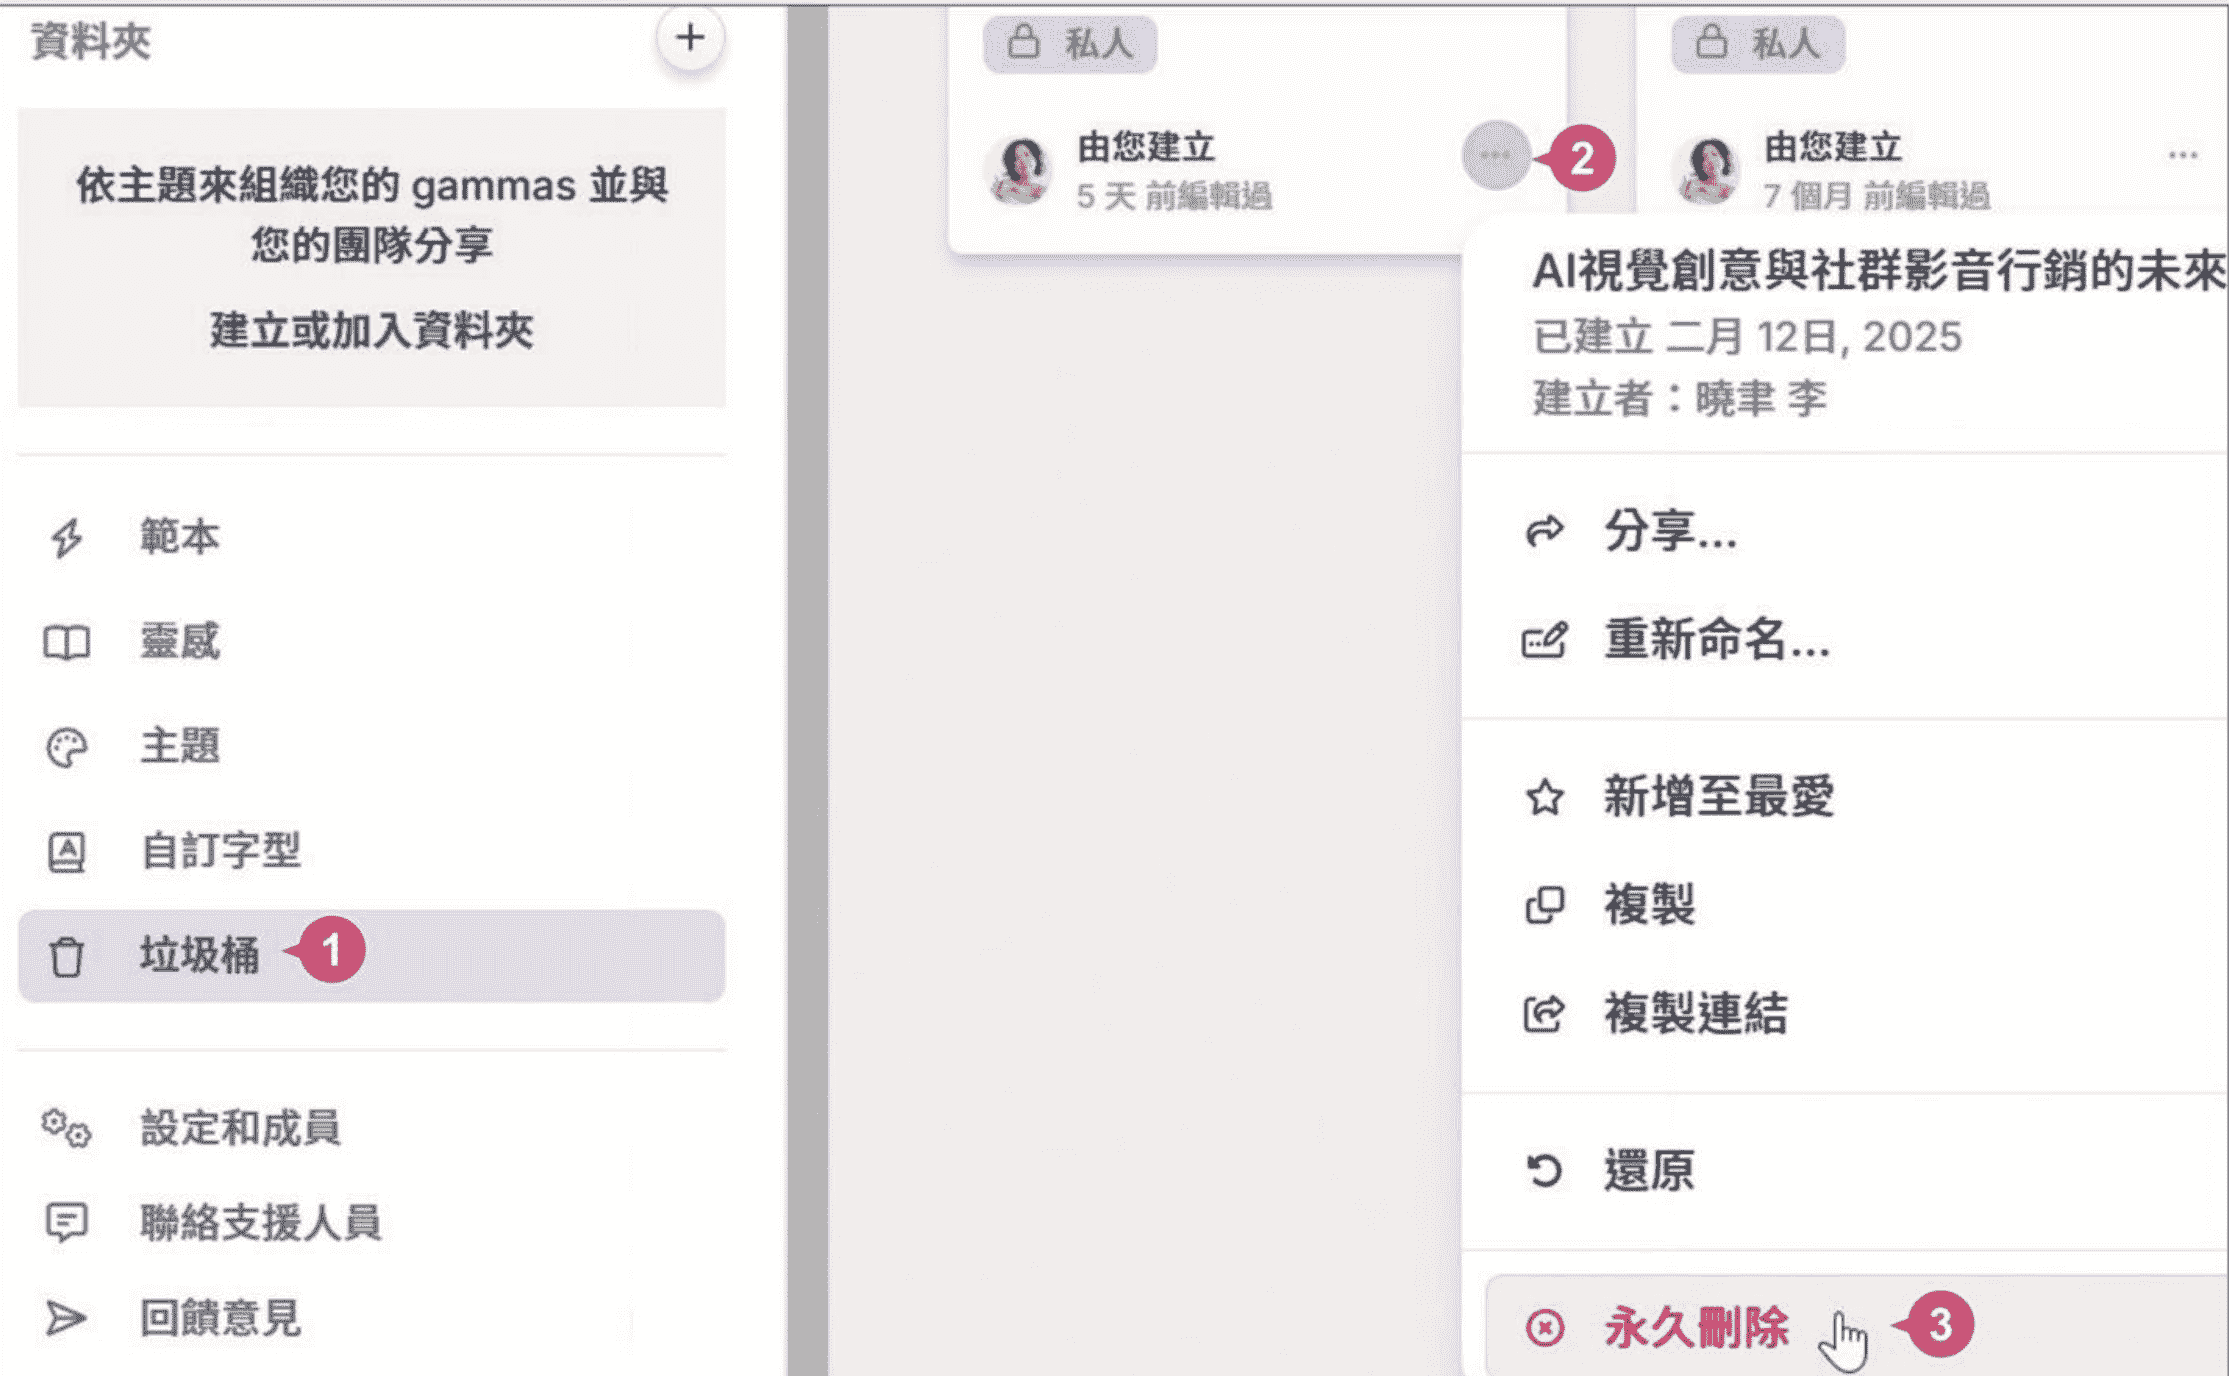 資料夾
依主題來組織您的 gammas 並與
您的團隊分享
建立或加入資料夾
範本
靈感
主題
自訂字型
垃圾桶
1
設定和成員
聯絡支援人員
回饋意見
私人
由您建立
5 天 前編輯過
2
私人
由您建立
7 個月 前編輯過
AI視覺創意與社群影音行銷的未來
已建立 二月 12日, 2025
建立者：曉聿 李
分享...
重新命名...
新增至最愛
複製
複製連結
還原
永久刪除
3